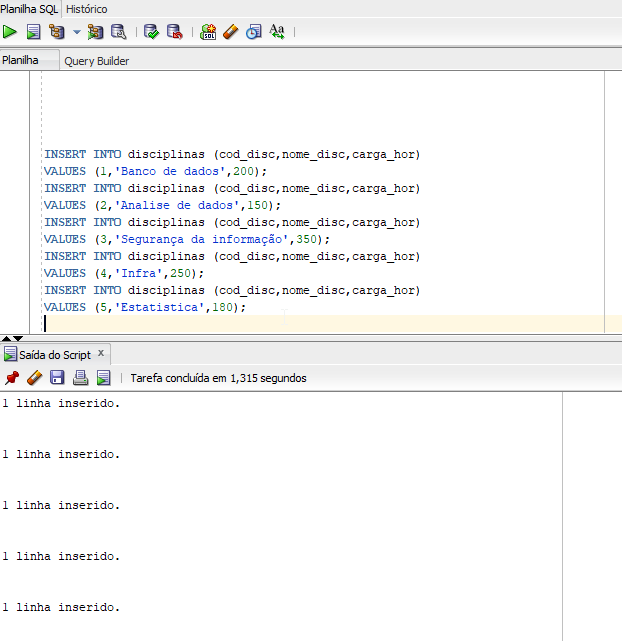 Planilha SQL Histórico
SQL Aa
Planilha Query Builder
INSERT INTO disciplinas (cod_disc,nome_disc,carga_hor)
VALUES (1,'Banco de dados',200);
INSERT INTO disciplinas (cod_disc,nome_disc,carga_hor)
VALUES (2,'Analise de dados',150);
INSERT INTO disciplinas (cod_disc,nome_disc,carga_hor)
VALUES (3,'Segurança da informação',350);
INSERT INTO disciplinas (cod_disc,nome_disc,carga_hor)
VALUES (4,'Infra',250);
INSERT INTO disciplinas (cod_disc,nome_disc,carga_hor)
VALUES (5,'Estatistica',180);
Saída do Script x
Tarefa concluída em 1,315 segundos
1 linha inserido.
1 linha inserido.
1 linha inserido.
1 linha inserido.
1 linha inserido.